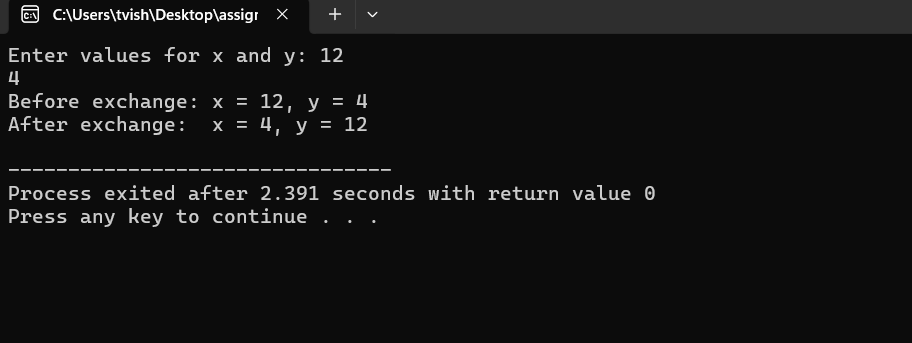 C:\Users\tvish\Desktop\assigr
Enter values for x and y: 12
4
Before exchange: x = 12, y = 4
After exchange:  x = 4, y = 12
--------------------------------
Process exited after 2.391 seconds with return value 0
Press any key to continue . . .